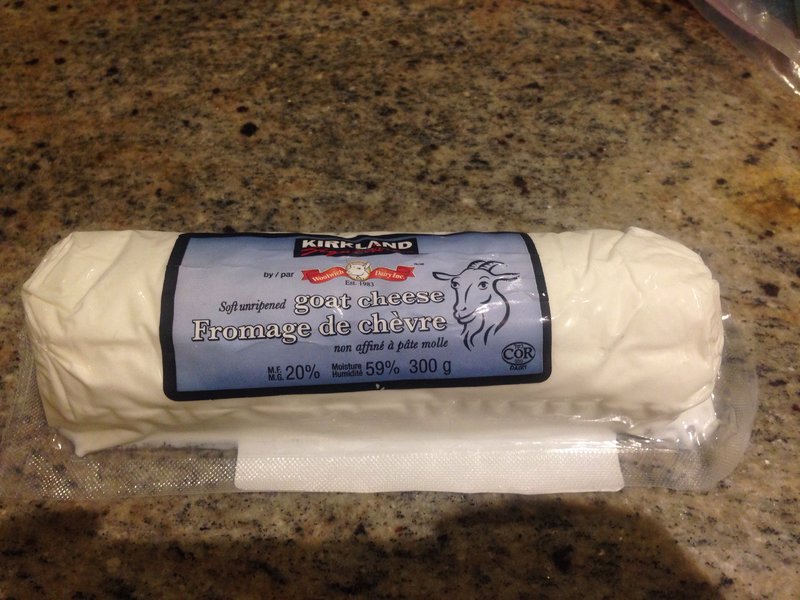 KIRKLAND
by / par
Woolwich Dairy Inc.
Est. 1983
Soft unripened goat cheese
Fromage de chèvre
non affiné à pâte molle
M.F. Moisture
M.G. 20% Humidité 59% 300 g
COR
DAIRY